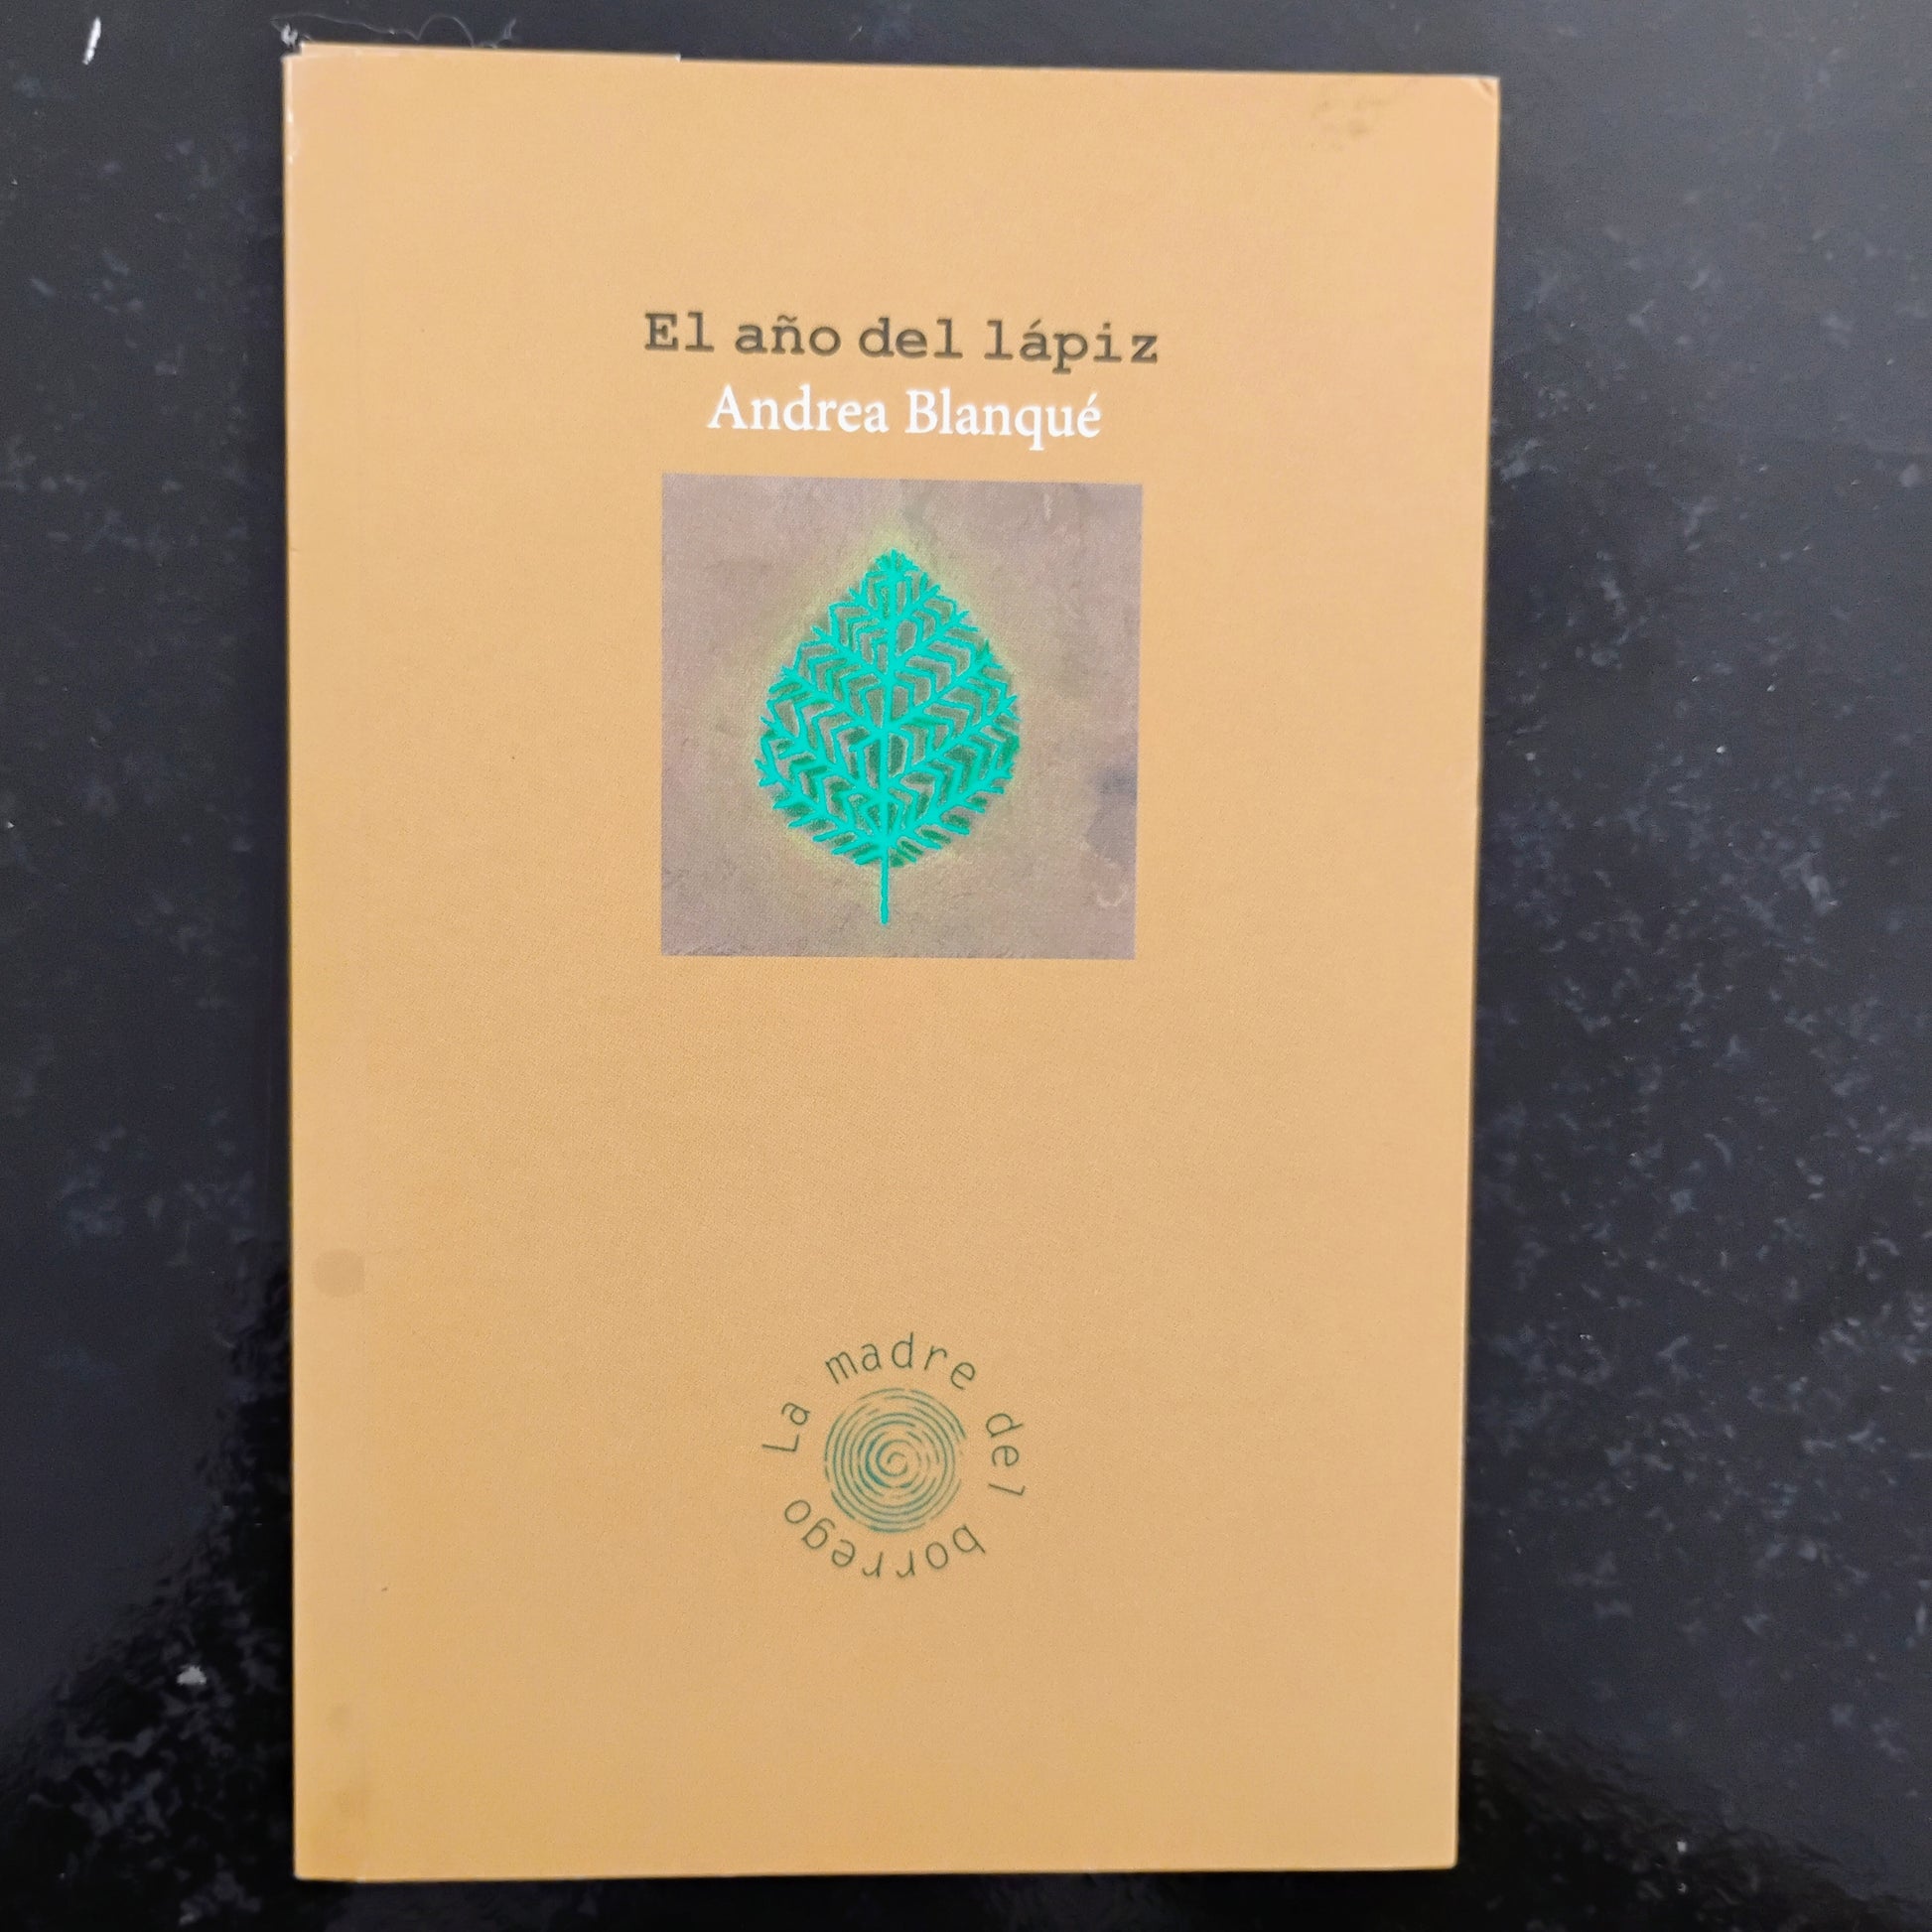 El año del lápiz
Andrea Blanqué
La madre del borrego